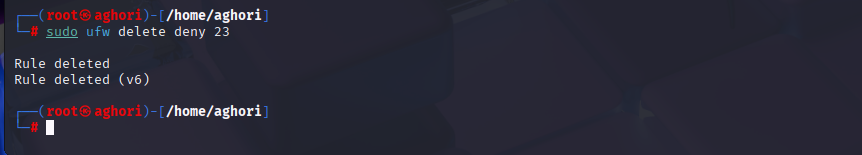 ┌──(root㉿aghori)-[/home/aghori]
└─# sudo ufw delete deny 23
Rule deleted
Rule deleted (v6)
┌──(root㉿aghori)-[/home/aghori]
└─#